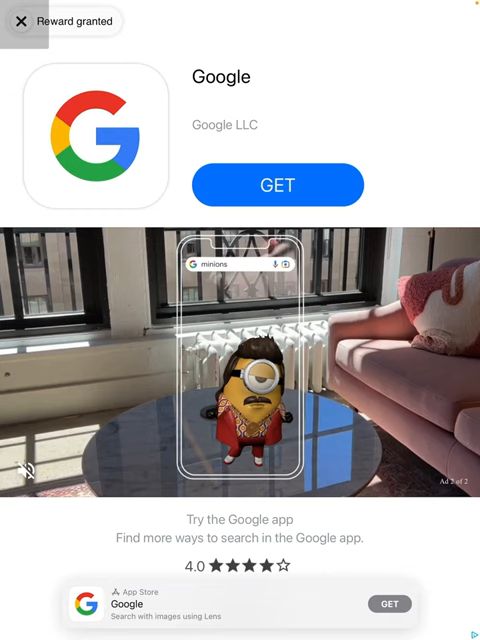 Reward granted
Google
Google LLC
GET
minions
Ad 2 of 2
Try the Google app
Find more ways to search in the Google app.
4.0
App Store
Google
Search with images using Lens
GET